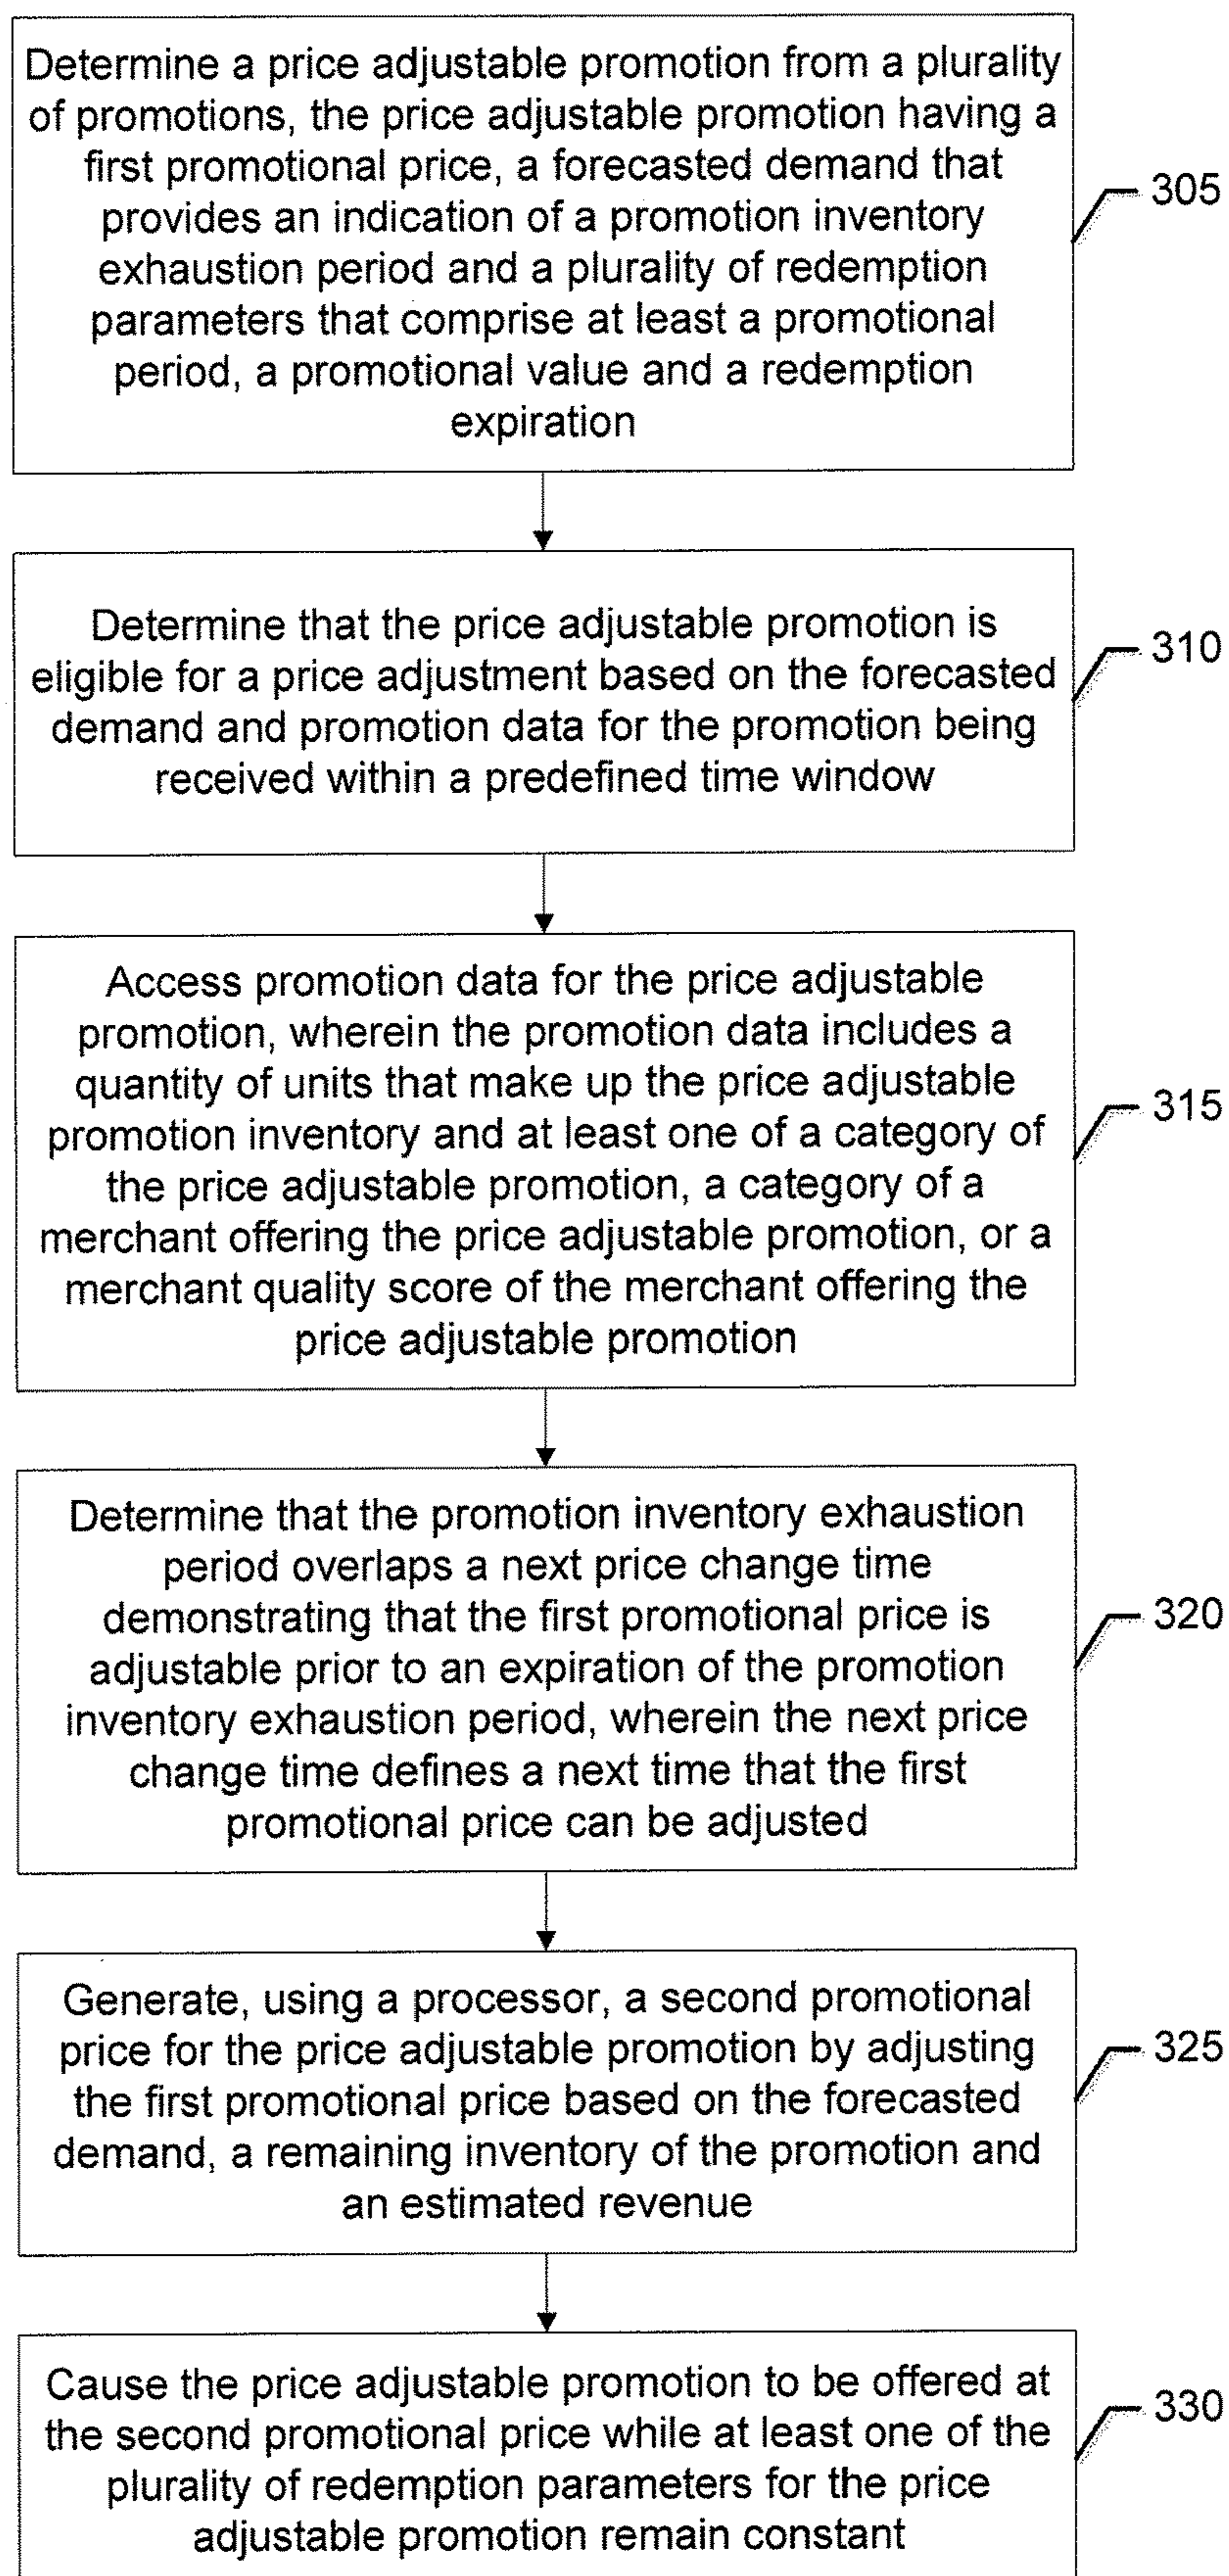 Determine a price adjustable promotion from a plurality
of promotions, the price adjustable promotion having a
first promotional price, a forecasted demand that
provides an indication of a promotion inventory
exhaustion period and a plurality of redemption
parameters that comprise at least a promotional
period, a promotional value and a redemption
expiration
305
Determine that the price adjustable promotion is
eligible for a price adjustment based on the forecasted
demand and promotion data for the promotion being
received within a predefined time window
310
Access promotion data for the price adjustable
promotion, wherein the promotion data includes a
quantity of units that make up the price adjustable
promotion inventory and at least one of a category of
the price adjustable promotion, a category of a
merchant offering the price adjustable promotion, or a
merchant quality score of the merchant offering the
price adjustable promotion
315
Determine that the promotion inventory exhaustion
period overlaps a next price change time
demonstrating that the first promotional price is
adjustable prior to an expiration of the promotion
inventory exhaustion period, wherein the next price
change time defines a next time that the first
promotional price can be adjusted
320
Generate, using a processor, a second promotional
price for the price adjustable promotion by adjusting
the first promotional price based on the forecasted
demand, a remaining inventory of the promotion and
an estimated revenue
325
Cause the price adjustable promotion to be offered at
the second promotional price while at least one of the
plurality of redemption parameters for the price
adjustable promotion remain constant
330